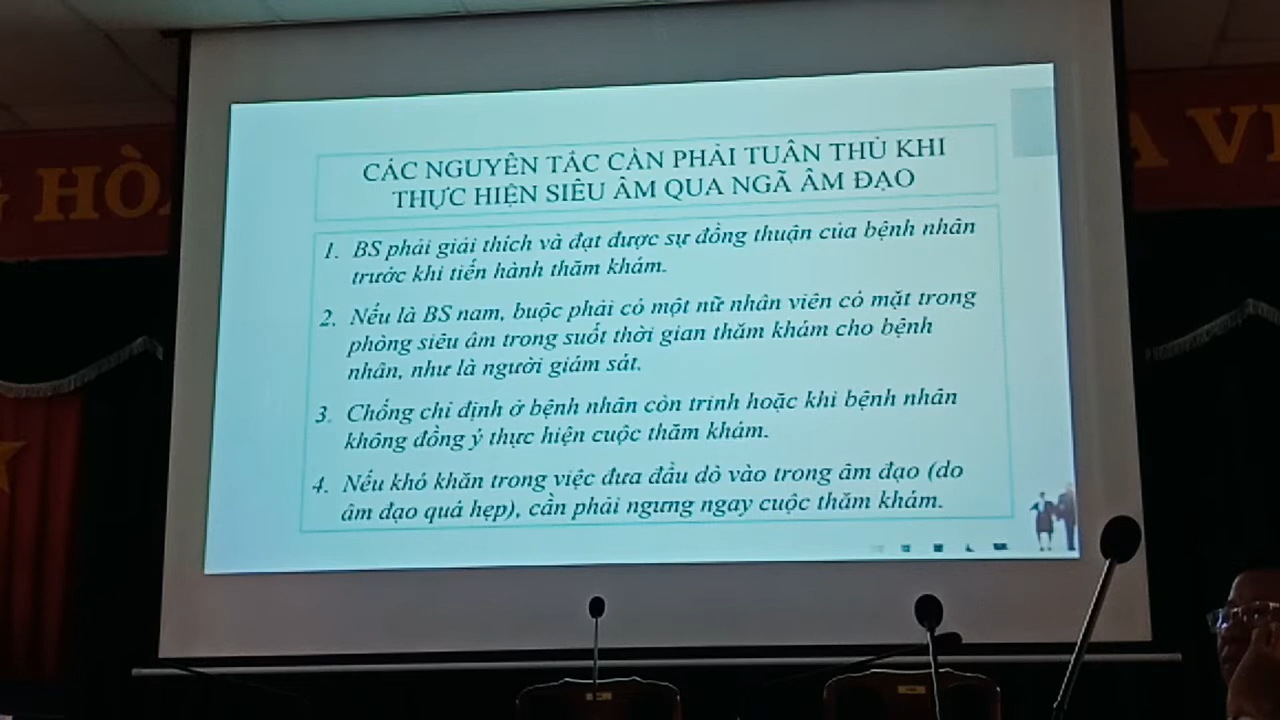 HÒA
A VI
CÁC NGUYÊN TẮC CẦN PHẢI TUÂN THỦ KHI
THỰC HIỆN SIÊU ÂM QUA NGÃ ÂM ĐẠO
1. BS phải giải thích và đạt được sự đồng thuận của bệnh nhân
trước khi tiến hành thăm khám.
2. Nếu là BS nam, buộc phải có một nữ nhân viên có mặt trong
phòng siêu âm trong suốt thời gian thăm khám cho bệnh
nhân, như là người giám sát.
3. Chống chỉ định ở bệnh nhân còn trinh hoặc khi bệnh nhân
không đồng ý thực hiện cuộc thăm khám.
4. Nếu khó khăn trong việc đưa đầu dò vào trong âm đạo (do
âm đạo quá hẹp), cần phải ngưng ngay cuộc thăm khám.